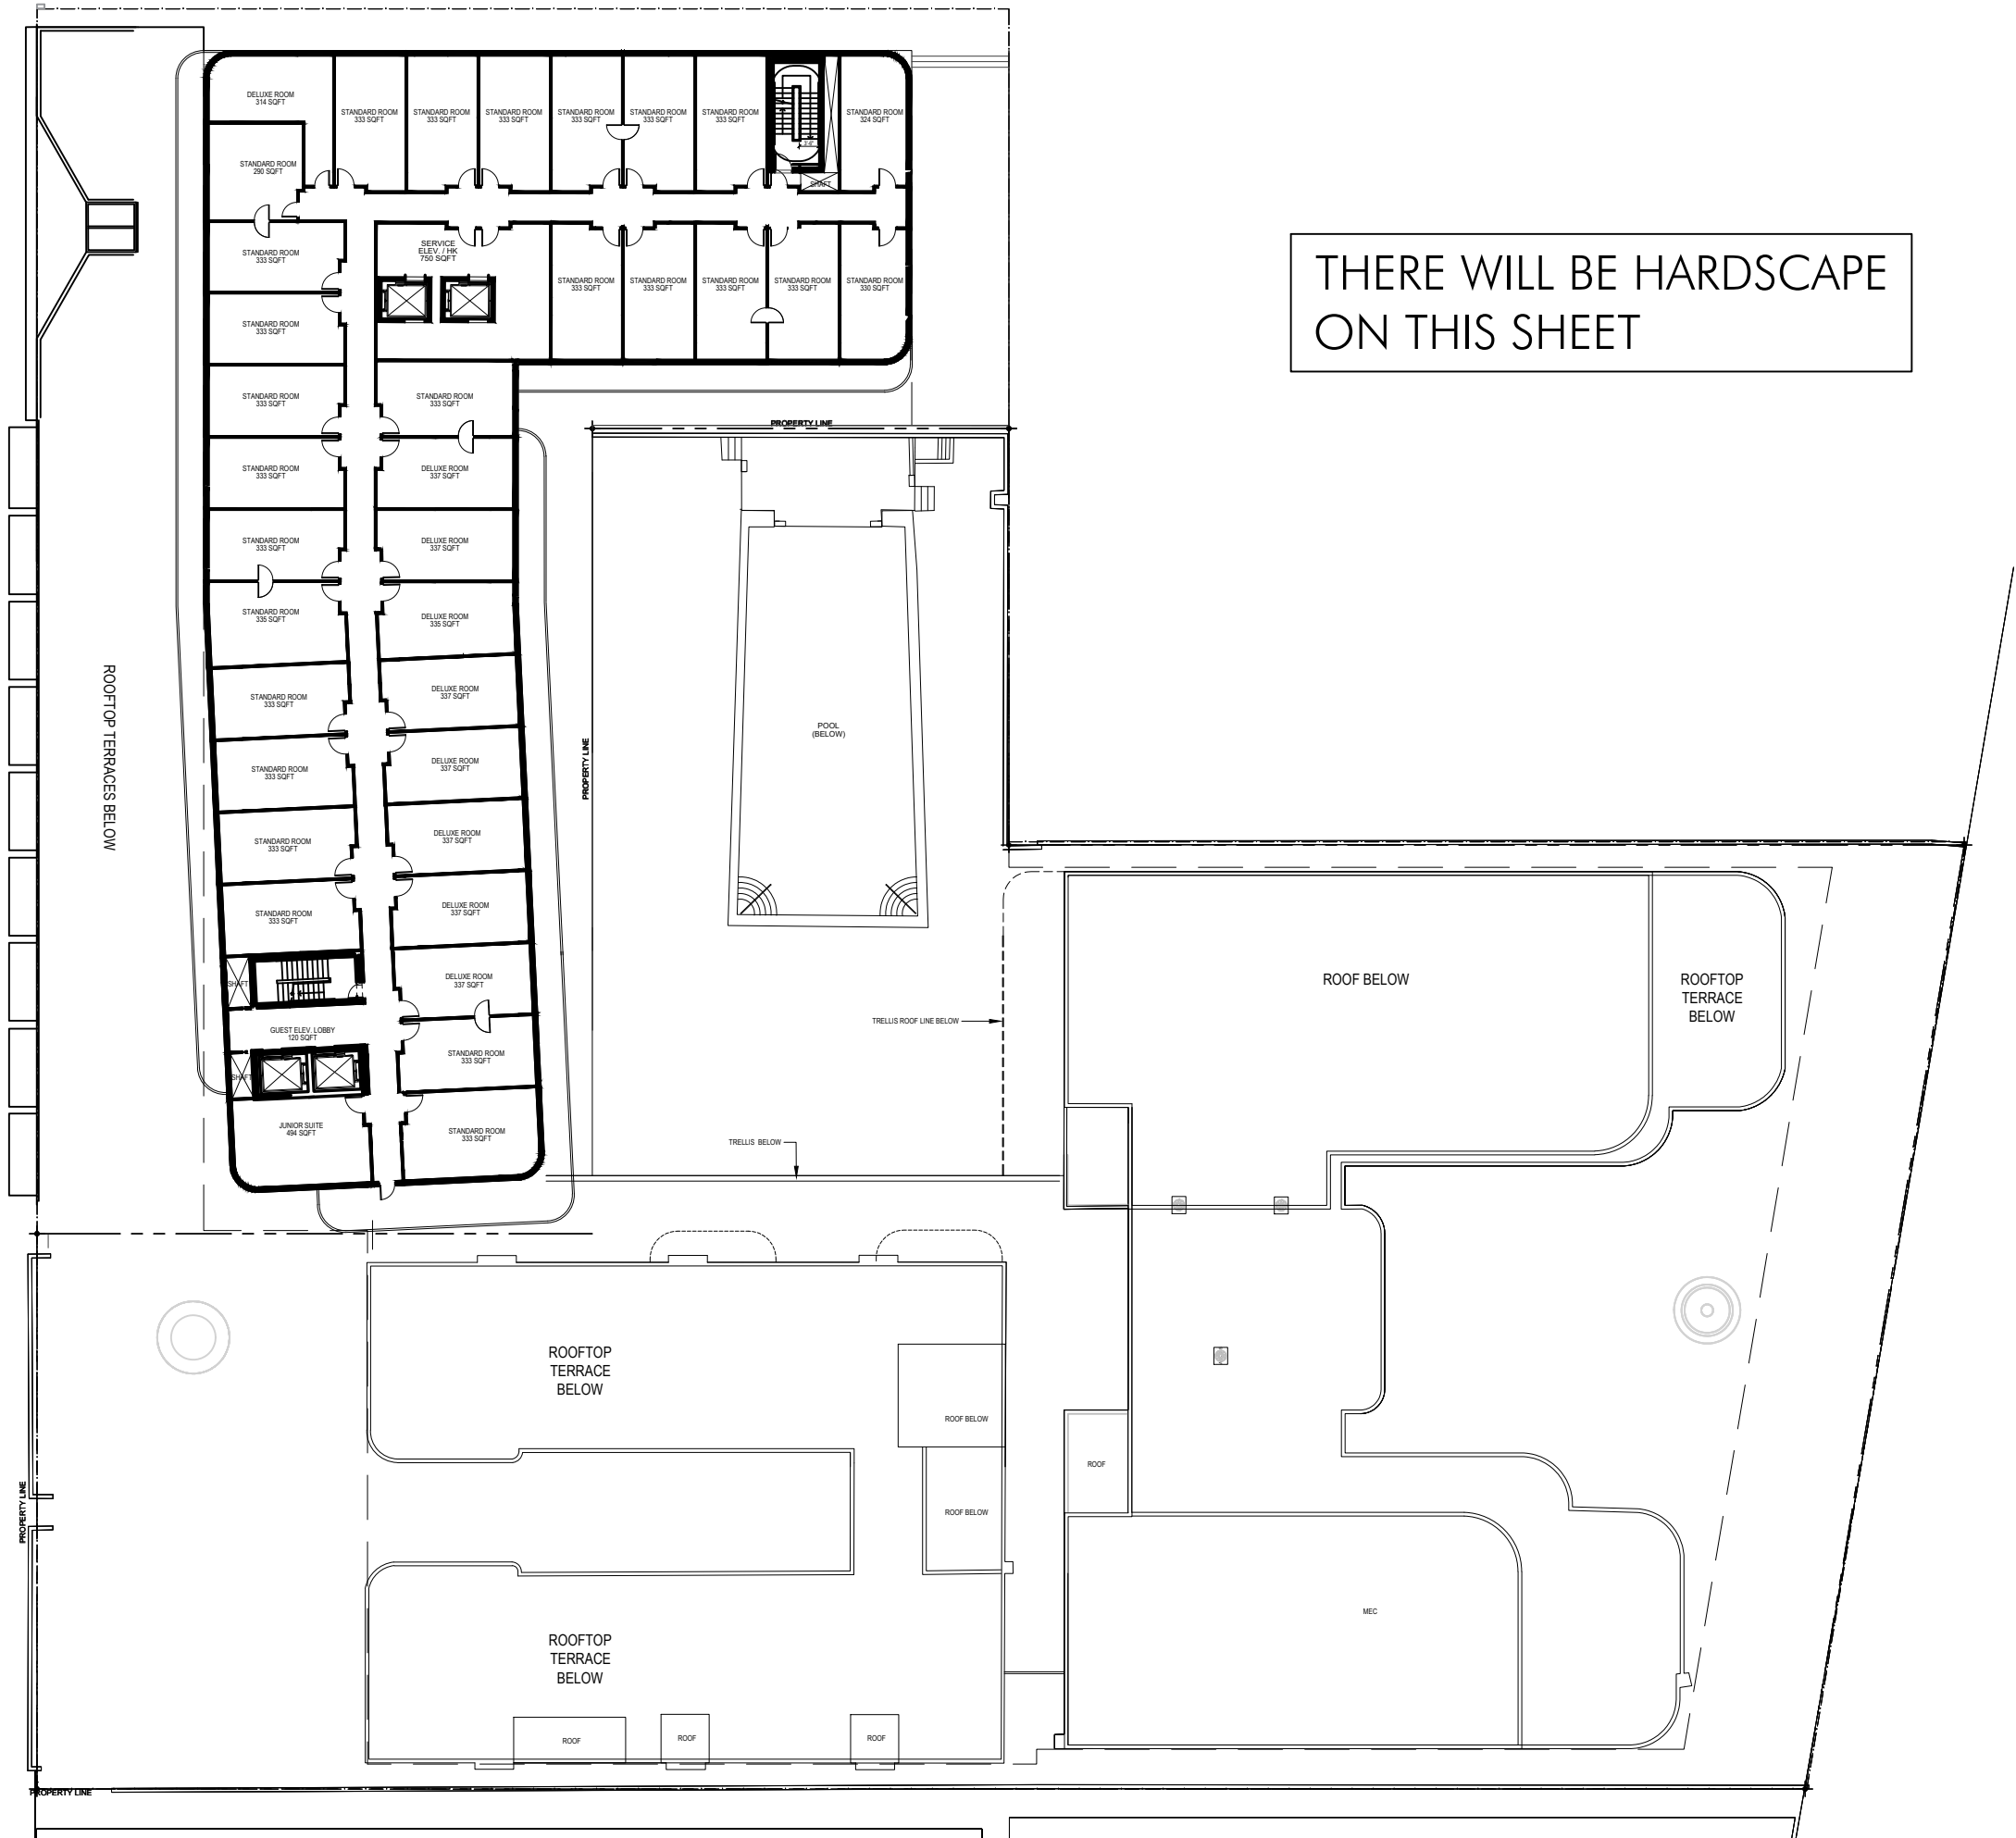 DELUXE ROOM
314 SQFT
STANDARD ROOM
333 SQFT
STANDARD ROOM
333 SQFT
STANDARD ROOM
333 SQFT
STANDARD ROOM
333 SQFT
STANDARD ROOM
333 SQFT
STANDARD ROOM
333 SQFT
STANDARD ROOM
324 SQFT
SHAFT
STANDARD ROOM
290 SQFT
SERVICE
ELEV. / HK
750 SQFT
STANDARD ROOM
333 SQFT
STANDARD ROOM
333 SQFT
STANDARD ROOM
333 SQFT
STANDARD ROOM
333 SQFT
STANDARD ROOM
330 SQFT
THERE WILL BE HARDSCAPE
ON THIS SHEET
STANDARD ROOM
333 SQFT
STANDARD ROOM
333 SQFT
STANDARD ROOM
333 SQFT
STANDARD ROOM
333 SQFT
PROPERTY LINE
STANDARD ROOM
333 SQFT
DELUXE ROOM
337 SQFT
STANDARD ROOM
333 SQFT
DELUXE ROOM
337 SQFT
STANDARD ROOM
335 SQFT
DELUXE ROOM
335 SQFT
STANDARD ROOM
333 SQFT
DELUXE ROOM
337 SQFT
ROOFTOP TERRACES BELOW
PROPERTY LINE
POOL
(BELOW)
STANDARD ROOM
333 SQFT
DELUXE ROOM
337 SQFT
STANDARD ROOM
333 SQFT
DELUXE ROOM
337 SQFT
STANDARD ROOM
333 SQFT
DELUXE ROOM
337 SQFT
SHAFT
DELUXE ROOM
337 SQFT
GUEST ELEV. LOBBY
120 SQFT
STANDARD ROOM
333 SQFT
SHAFT
JUNIOR SUITE
494 SQFT
STANDARD ROOM
333 SQFT
ROOF BELOW
ROOFTOP
TERRACE
BELOW
TRELLIS ROOF LINE BELOW
TRELLIS BELOW
ROOFTOP
TERRACE
BELOW
ROOF BELOW
ROOF
ROOF BELOW
PROPERTY LINE
MEC
ROOFTOP
TERRACE
BELOW
ROOF
ROOF
ROOF
PROPERTY LINE